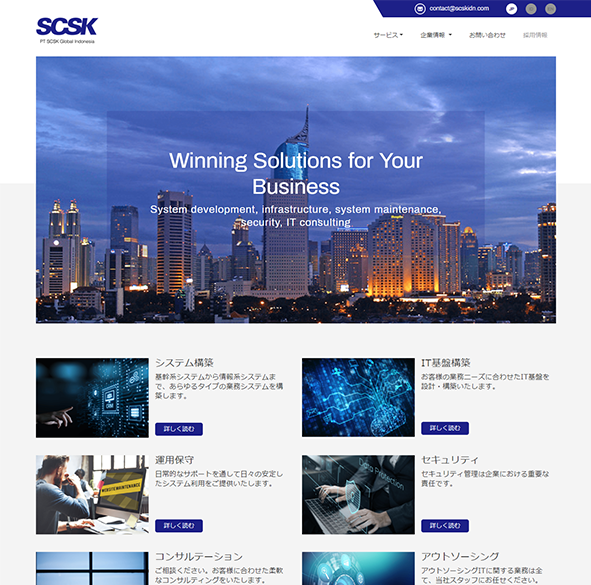 contact@scskidn.com
JP
SCSK
PT SCSK Global Indonesia
サービス
企業情報
お問い合わせ
採用情報
Winning Solutions for Your
Business
System development, infrastructure, system maintenance,
security, IT consulting
システム構築
基幹系システムから情報系システムま
で、あらゆるタイプの業務システムを構
築します。
詳しく読む
IT基盤構築
お客様の業務ニーズに合わせたIT基盤を
設計・構築いたします。
詳しく読む
運用保守
日常的なサポートを通して日々の安定し
たシステム利用をご提供いたします。
詳しく読む
WEBSITE MAINTENANCE
セキュリティ
セキュリティ管理は企業における重要な
責任です。
詳しく読む
Data Protection
コンサルテーション
ご相談ください。お客様に合わせた柔軟
なコンサルティングをいたします。
アウトソーシング
アウトソーシングITに関する業務は全
て、当社スタッフにお任せください。